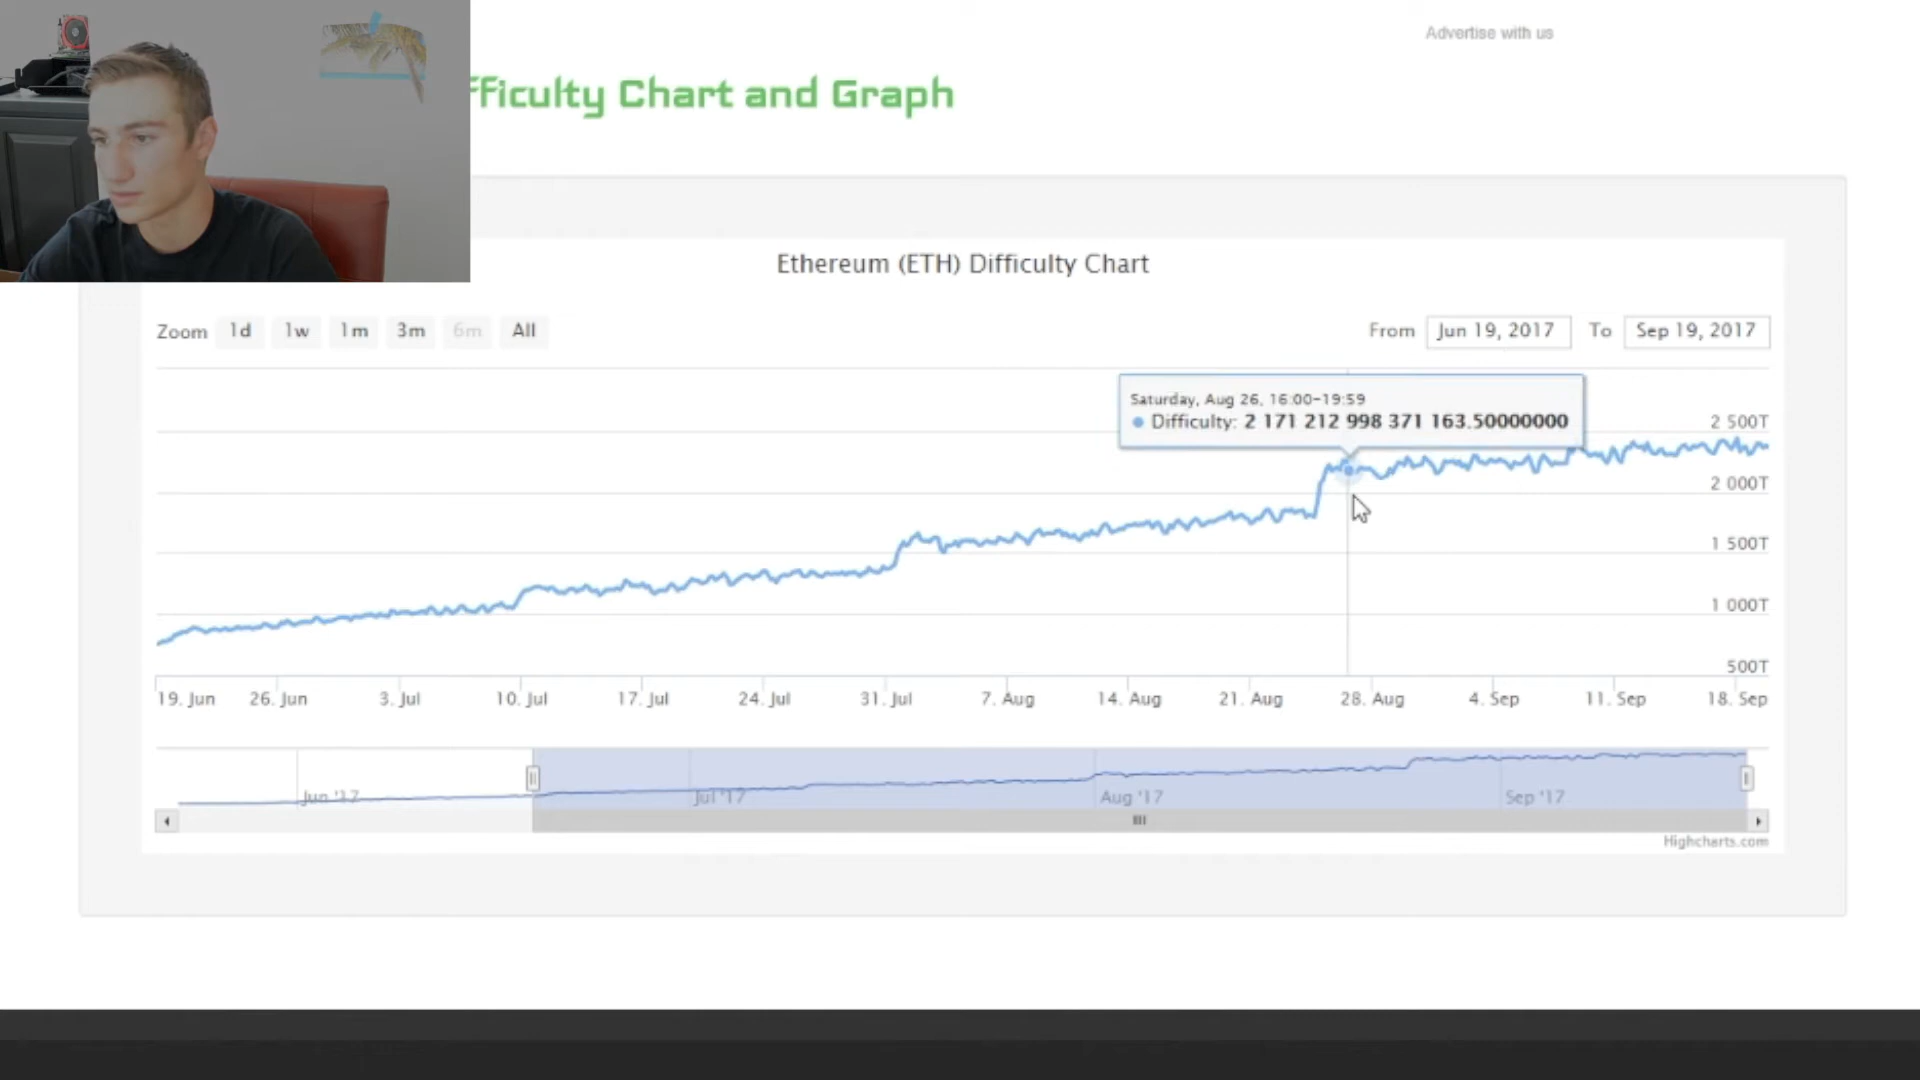 Advertise with us
fficulty Chart and Graph
Ethereum (ETH) Difficulty Chart
Zoom 1d 1w 1m 3m 6m All
From Jun 19, 2017 To Sep 19, 2017
Saturday, Aug 26, 16:00-19:59
Difficulty: 2 171 212 998 371 163.50000000
2 500T
2 000T
1 500T
1 000T
500T
19. Jun 26. Jun 3. Jul 10. Jul 17. Jul 24. Jul 31. Jul 7. Aug 14. Aug 21. Aug 28. Aug 4. Sep 11. Sep 18. Sep
Jun '17 Jul '17 Aug '17 Sep '17
Highcharts.com